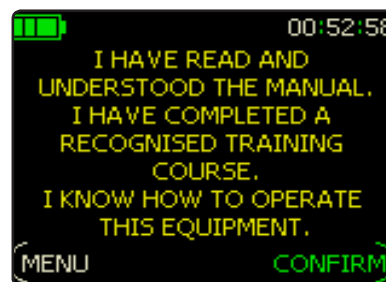 00:52:58
I HAVE READ AND
UNDERSTOOD THE MANUAL.
I HAVE COMPLETED A
RECOGNISED TRAINING
COURSE.
I KNOW HOW TO OPERATE
THIS EQUIPMENT.
MENU CONFIRM